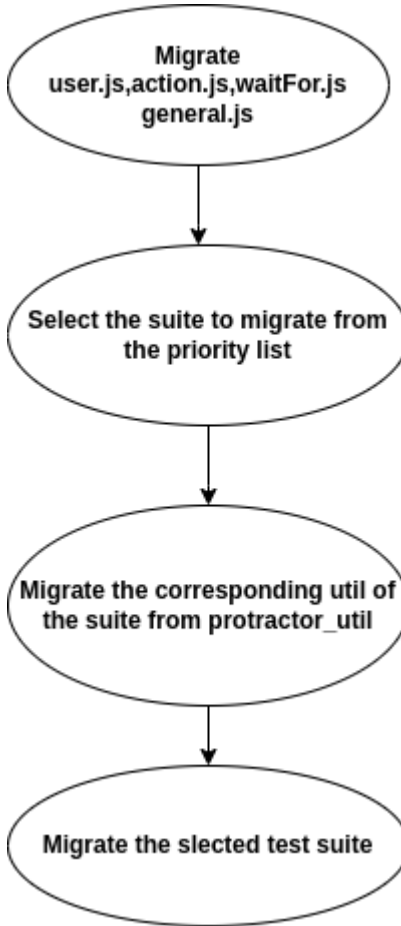 Migrate
user.js,action.js,waitFor.js
general.js
Select the suite to migrate from
the priority list
Migrate the corresponding util of
the suite from protractor_util
Migrate the slected test suite